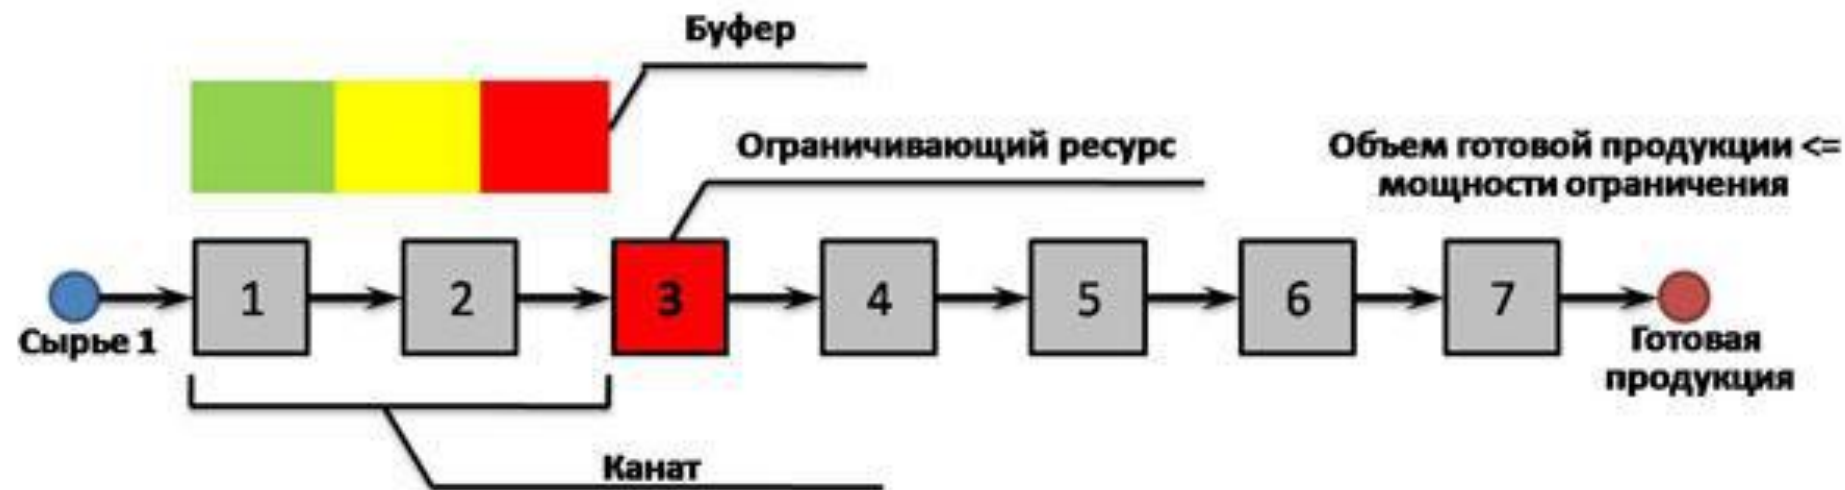 Буфер
Ограничивающий ресурс
Объем готовой продукции <=
мощности ограничения
1
2
3
4
5
6
7
Сырье 1
Готовая
продукция
Канат